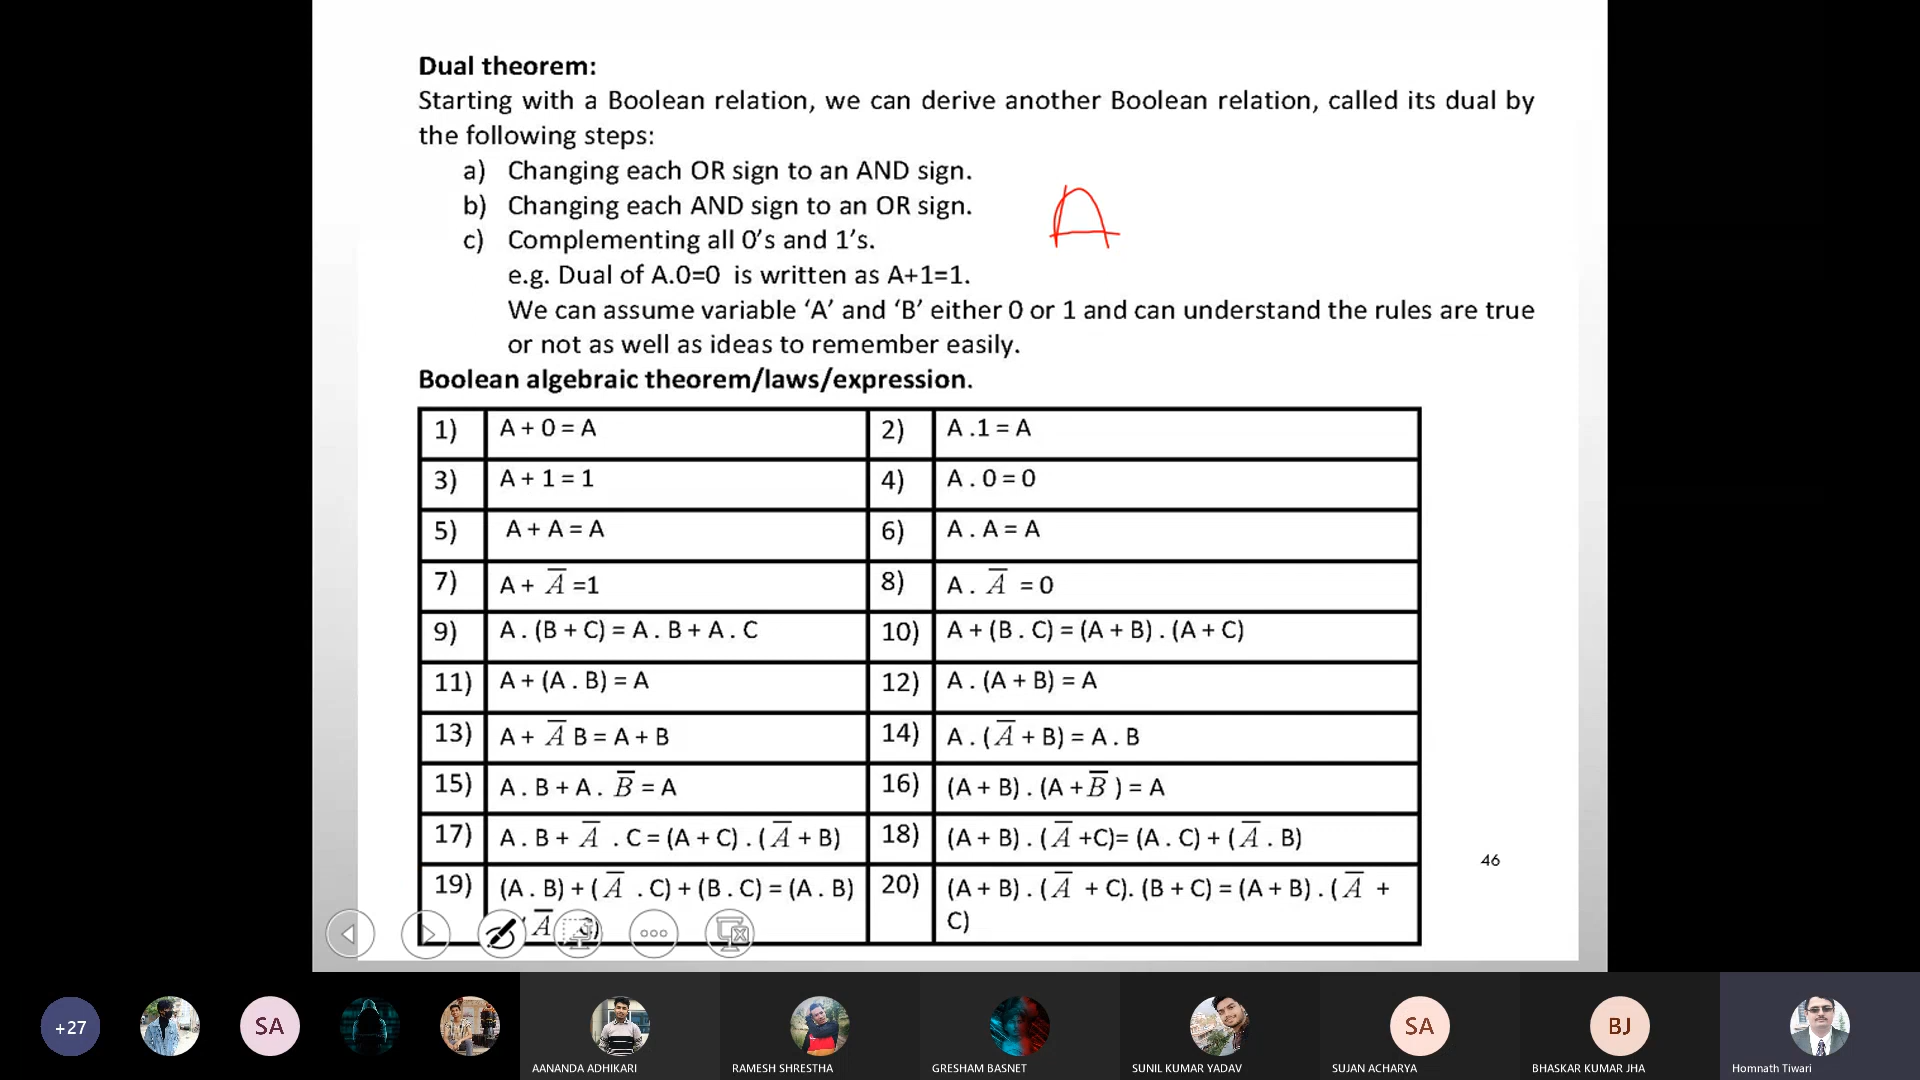 Dual theorem:
Starting with a Boolean relation, we can derive another Boolean relation, called its dual by
the following steps:
a) Changing each OR sign to an AND sign.
b) Changing each AND sign to an OR sign.
c) Complementing all 0's and 1's.
e.g. Dual of A.0=0 is written as A+1=1.
We can assume variable ‘A’ and ‘B’ either 0 or 1 and can understand the rules are true
or not as well as ideas to remember easily.
A
Boolean algebraic theorem/laws/expression.
1) A + 0 = A 2) A .1 = A
3) A + 1 = 1 4) A . 0 = 0
5) A + A = A 6) A . A = A
7) A + A̅ =1 8) A . A̅ = 0
9) A . (B + C) = A . B + A . C 10) A + (B . C) = (A + B) . (A + C)
11) A + (A . B) = A 12) A . (A + B) = A
13) A + A̅ B = A + B 14) A . ( A̅ + B) = A . B
15) A . B + A . B̅ = A 16) (A + B) . (A + B̅ ) = A
17) A . B + A̅ . C = (A + C) . ( A̅ + B) 18) (A + B) . ( A̅ +C)= (A . C) + ( A̅ . B)
19) (A . B) + ( A̅ . C) + (B . C) = (A . B) 20) (A + B) . ( A̅ + C). (B + C) = (A + B) . ( A̅ +
A̅ C) C)
46
+27
SA
SA
BJ
AANANDA ADHIKARI
RAMESH SHRESTHA
GRESHAM BASNET
SUNIL KUMAR YADAV
SUJAN ACHARYA
BHASKAR KUMAR JHA
Homnath Tiwari